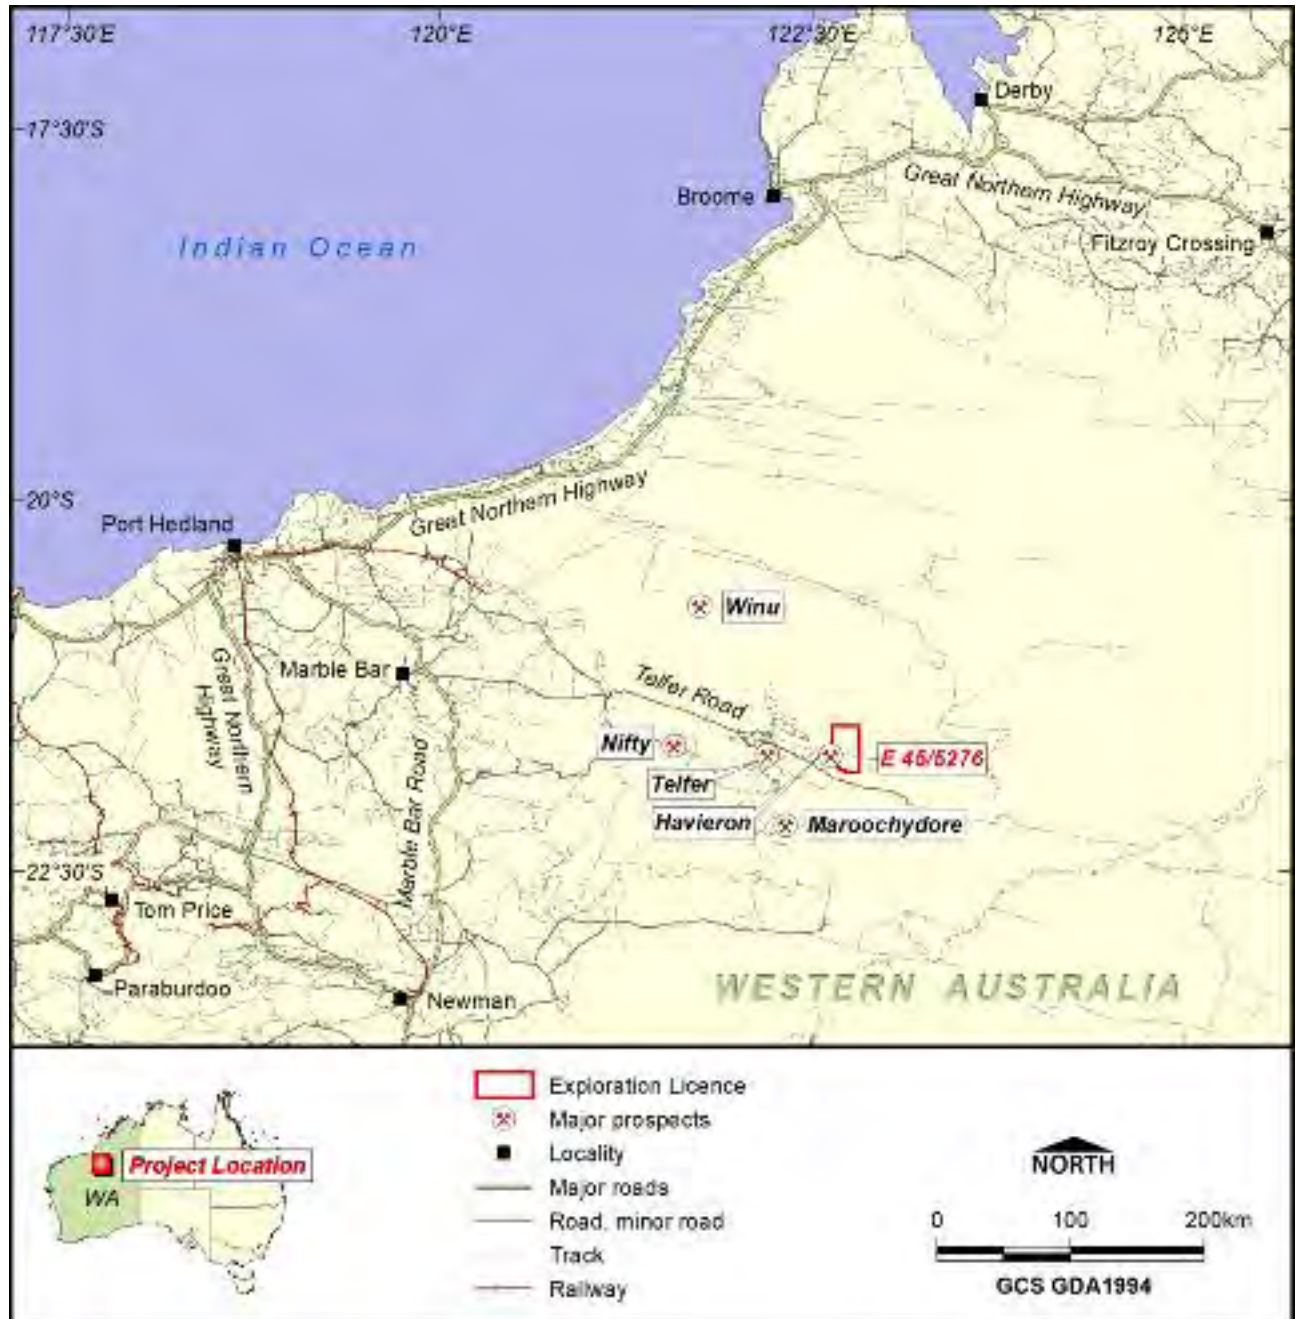 117°30'E
120°E
122°30'E
125°E
Derby
17°30'S
Great Northern Highway
Broome
Fitzroy Crossing
Indian Ocean
20°S
Great Northern Highway
Port Hedland
Winu
Marble Bar
Great Northern
Highway
Telfer Road
Nifty
E 45/5276
Telfer
Marble Bar Road
Havieron
Maroochydore
22°30'S
Tom Price
Paraburdoo
Newman
WESTERN AUSTRALIA
Exploration Licence
Major prospects
Locality
Major roads
Road, minor road
Track
Railway
Project Location
WA
NORTH
0 100 200km
GCS GDA1994